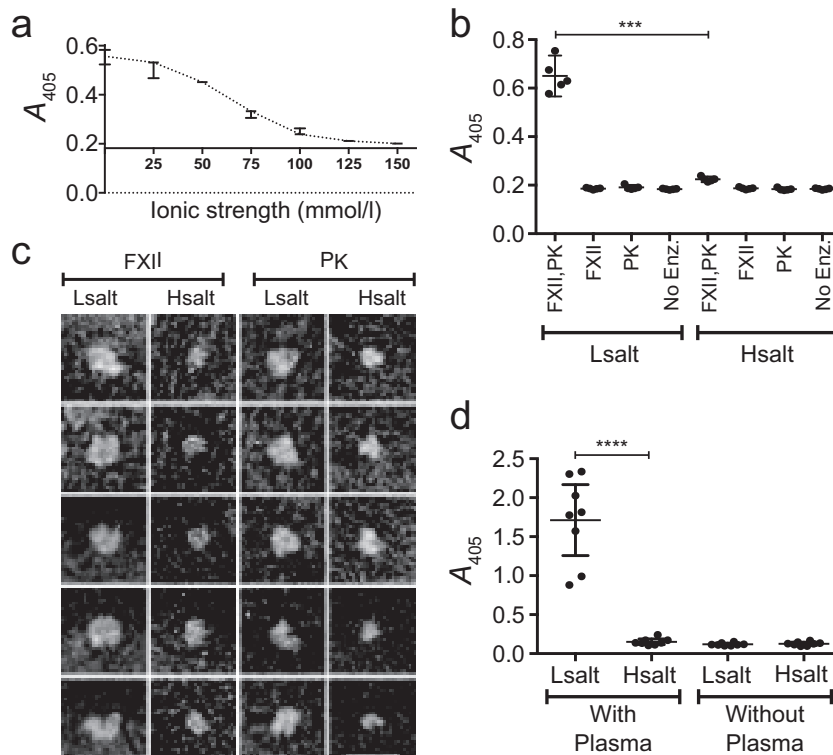 a
A405
0.6
0.4
0.2
0.0
25 50 75 100 125 150
Ionic strength (mmol/l)
b
***
A405
0.8
0.6
0.4
0.2
0.0
FXII,PK FXII PK No Enz. FXII,PK FXII PK No Enz.
Lsalt Hsalt
c
FXII PK
Lsalt Hsalt Lsalt Hsalt
d
****
A405
2.5
2.0
1.5
1.0
0.5
0.0
Lsalt Hsalt Lsalt Hsalt
With Without
Plasma Plasma